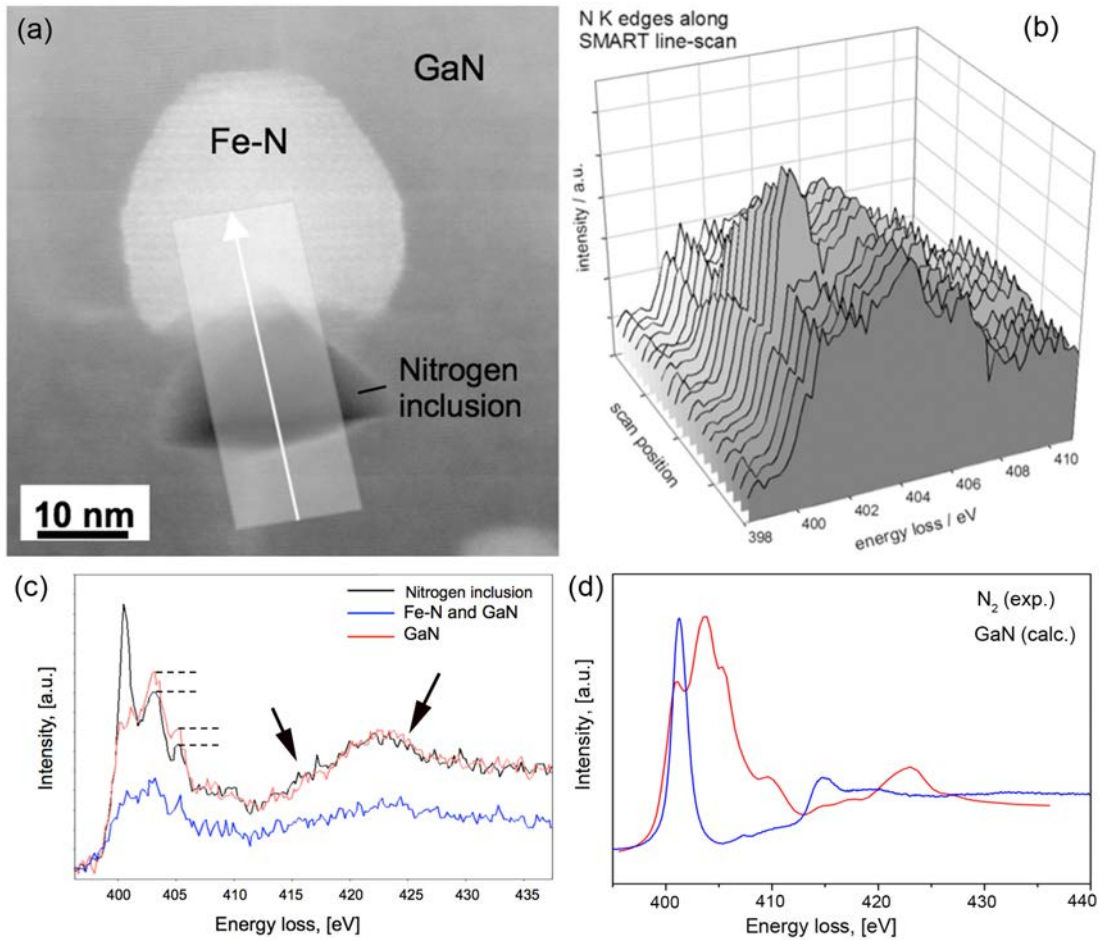 (a)
GaN
Fe-N
Nitrogen
inclusion
10 nm
N K edges along
SMART line-scan
(b)
intensity / a.u.
scan position
398
400
402
404
406
408
410
energy loss / eV
(c)
Nitrogen inclusion
Fe-N and GaN
GaN
Intensity, [a.u.]
400
405
410
415
420
425
430
435
Energy loss, [eV]
(d)
N₂ (exp.)
GaN (calc.)
Intensity, [a.u.]
400
410
420
430
440
Energy loss, [eV]